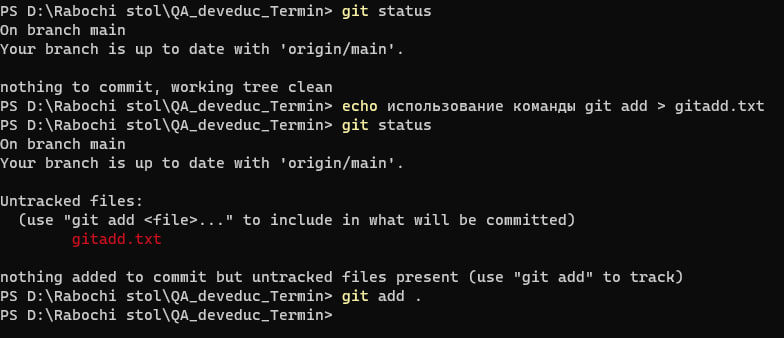 PS D:\Rabochi stol\QA_deveduc_Termin> git status
On branch main
Your branch is up to date with 'origin/main'.
nothing to commit, working tree clean
PS D:\Rabochi stol\QA_deveduc_Termin> echo использование команды git add > gitadd.txt
PS D:\Rabochi stol\QA_deveduc_Termin> git status
On branch main
Your branch is up to date with 'origin/main'.
Untracked files:
(use "git add <file>..." to include in what will be committed)
gitadd.txt
nothing added to commit but untracked files present (use "git add" to track)
PS D:\Rabochi stol\QA_deveduc_Termin> git add .
PS D:\Rabochi stol\QA_deveduc_Termin>